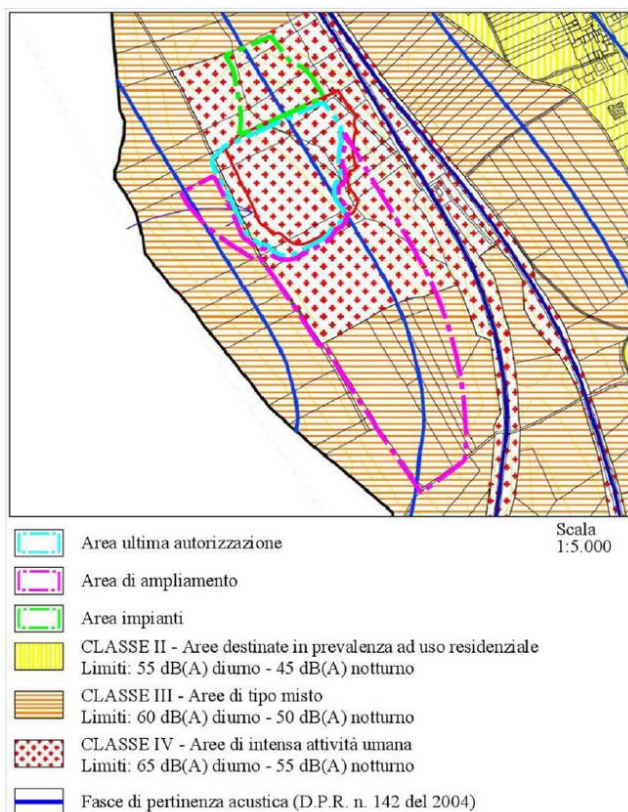 Scala
1:5.000
Area ultima autorizzazione
Area di ampliamento
Area impianti
CLASSE II - Aree destinate in prevalenza ad uso residenziale
Limiti: 55 dB(A) diurno - 45 dB(A) notturno
CLASSE III - Aree di tipo misto
Limiti: 60 dB(A) diurno - 50 dB(A) notturno
CLASSE IV - Aree di intensa attività umana
Limiti: 65 dB(A) diurno - 55 dB(A) notturno
Fasce di pertinenza acustica (D.P.R. n. 142 del 2004)